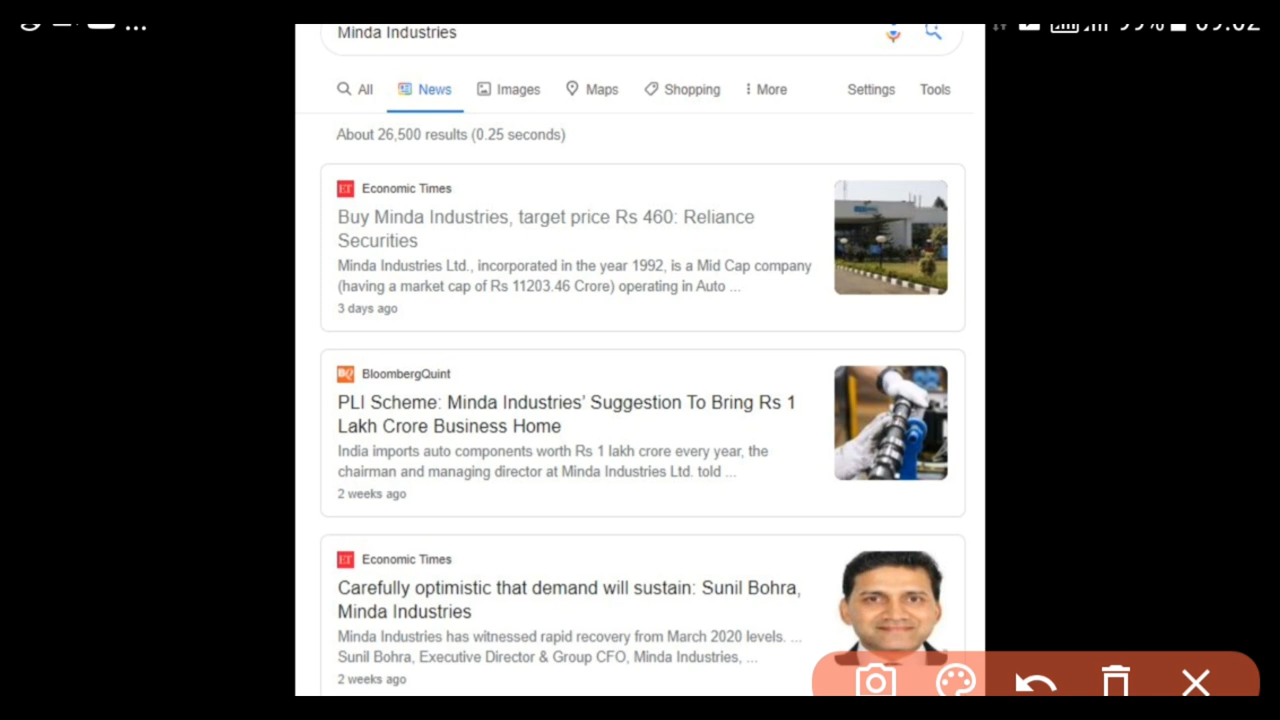 ...
Minda Industries
All News Images Maps Shopping More Settings Tools
About 26,500 results (0.25 seconds)
ET Economic Times
Buy Minda Industries, target price Rs 460: Reliance
Securities
Minda Industries Ltd., incorporated in the year 1992, is a Mid Cap company
(having a market cap of Rs 11203.46 Crore) operating in Auto ...
3 days ago
BQ BloombergQuint
PLI Scheme: Minda Industries' Suggestion To Bring Rs 1
Lakh Crore Business Home
India imports auto components worth Rs 1 lakh crore every year, the
chairman and managing director at Minda Industries Ltd. told ...
2 weeks ago
ET Economic Times
Carefully optimistic that demand will sustain: Sunil Bohra,
Minda Industries
Minda Industries has witnessed rapid recovery from March 2020 levels. ...
Sunil Bohra, Executive Director & Group CFO, Minda Industries, ...
2 weeks ago